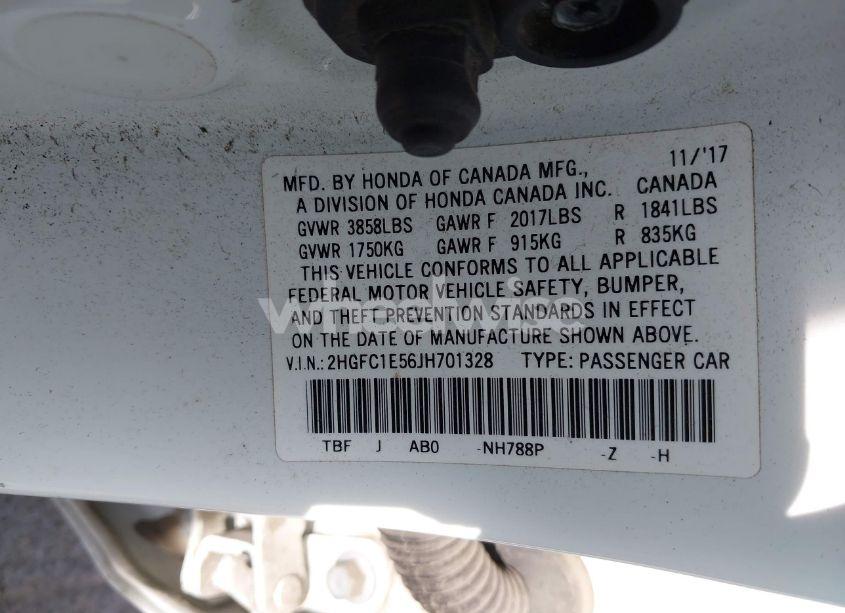 MFD. BY HONDA OF CANADA MFG., 11/'17
A DIVISION OF HONDA CANADA INC. CANADA
GVWR 3858LBS GAWR F 2017LBS R 1841LBS
GVWR 1750KG GAWR F 915KG R 835KG
THIS VEHICLE CONFORMS TO ALL APPLICABLE
FEDERAL MOTOR VEHICLE SAFETY, BUMPER,
AND THEFT PREVENTION STANDARDS IN EFFECT
ON THE DATE OF MANUFACTURE SHOWN ABOVE.
V.I.N.: 2HGFC1E56JH701328 TYPE: PASSENGER CAR
TBF J AB0 -NH788P -Z -H
wheelwise